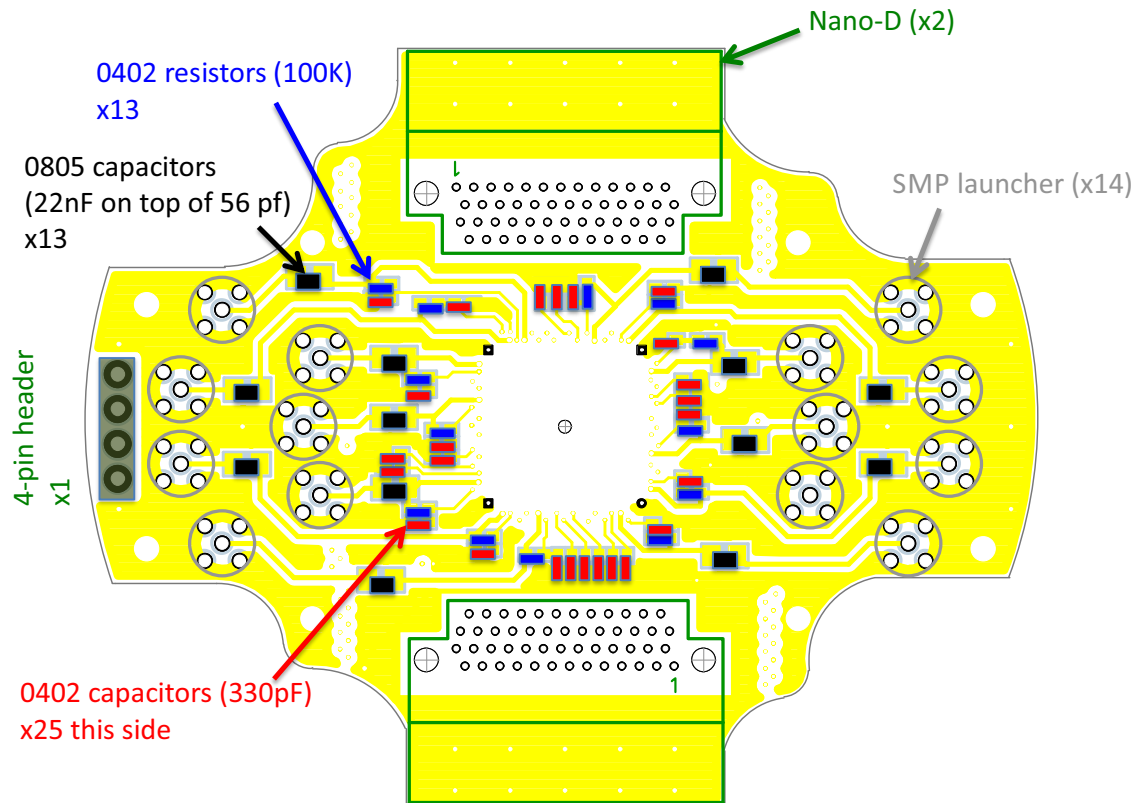 Nano-D (x2)
0402 resistors (100K)
x13
0805 capacitors
(22nF on top of 56 pf)
x13
SMP launcher (x14)
1
4-pin header
x1
1
0402 capacitors (330pF)
x25 this side